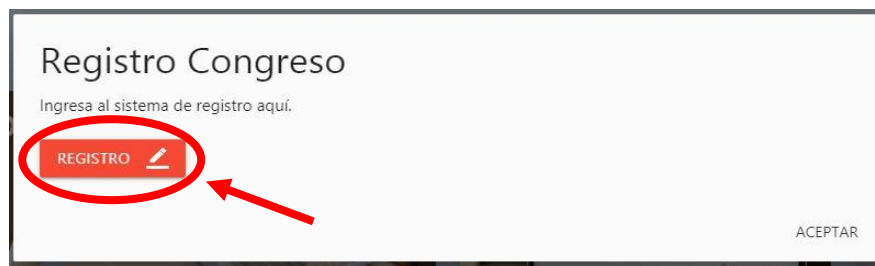 Registro Congreso
Ingresa al sistema de registro aquí.
REGISTRO
ACEPTAR